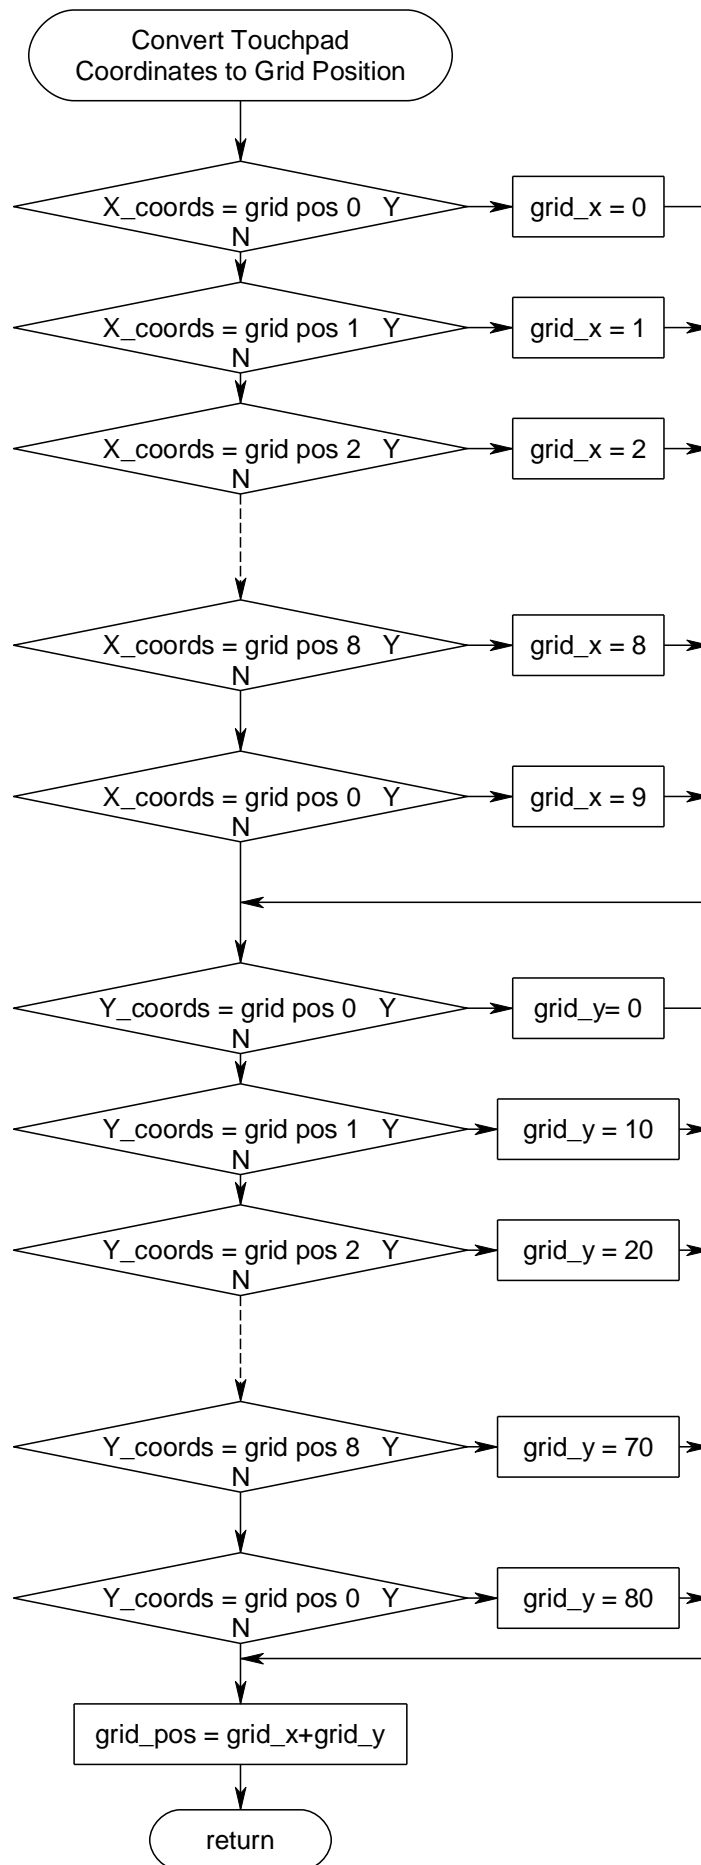 Convert Touchpad
Coordinates to Grid Position
X_coords = grid pos 0 Y
grid_x = 0
N
X_coords = grid pos 1 Y
grid_x = 1
N
X_coords = grid pos 2 Y
grid_x = 2
N
X_coords = grid pos 8 Y
grid_x = 8
N
X_coords = grid pos 0 Y
grid_x = 9
N
Y_coords = grid pos 0 Y
grid_y= 0
N
Y_coords = grid pos 1 Y
grid_y = 10
N
Y_coords = grid pos 2 Y
grid_y = 20
N
Y_coords = grid pos 8 Y
grid_y = 70
N
Y_coords = grid pos 0 Y
grid_y = 80
N
grid_pos = grid_x+grid_y
return